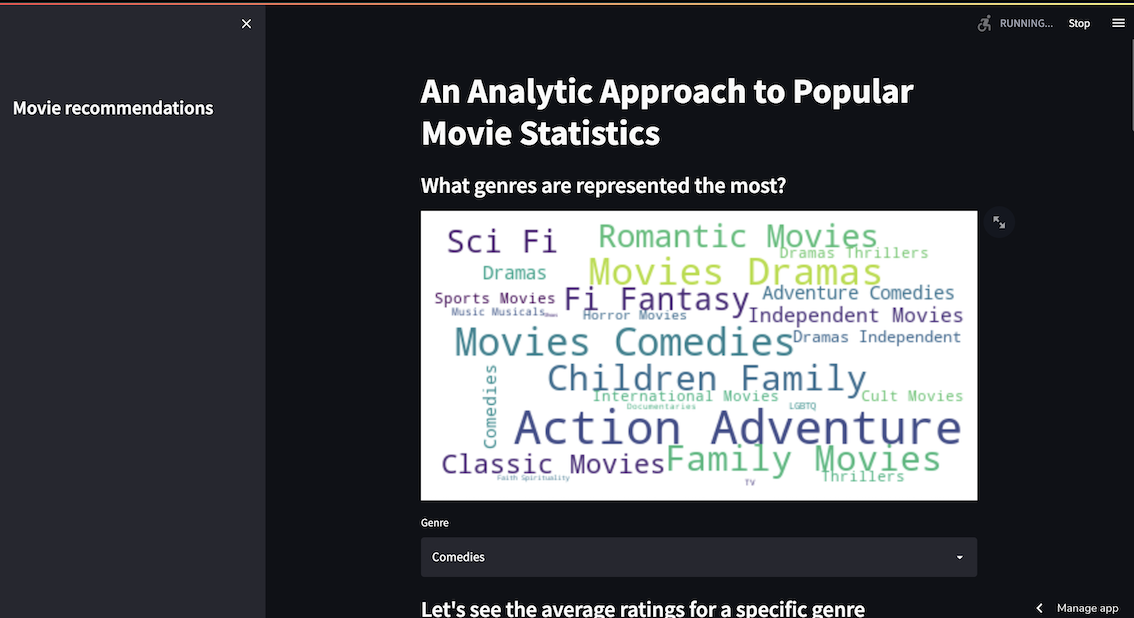 RUNNING...
Stop
Movie recommendations
An Analytic Approach to Popular
Movie Statistics
What genres are represented the most?
Sci Fi
Romantic Movies
Dramas Thrillers
Dramas
Movies Dramas
Sports Movies
Fi Fantasy
Adventure Comedies
Music Musicals
Horror Movies
Independent Movies
Movies Comedies
Dramas Independent
Comedies
Children Family
International Movies
Cult Movies
Documentaries
LGBTQ
Action Adventure
Classic Movies
Family Movies
Faith Spirituality
Thrillers
TV
Genre
Comedies
Let's see the average ratings for a specific genre
Manage app